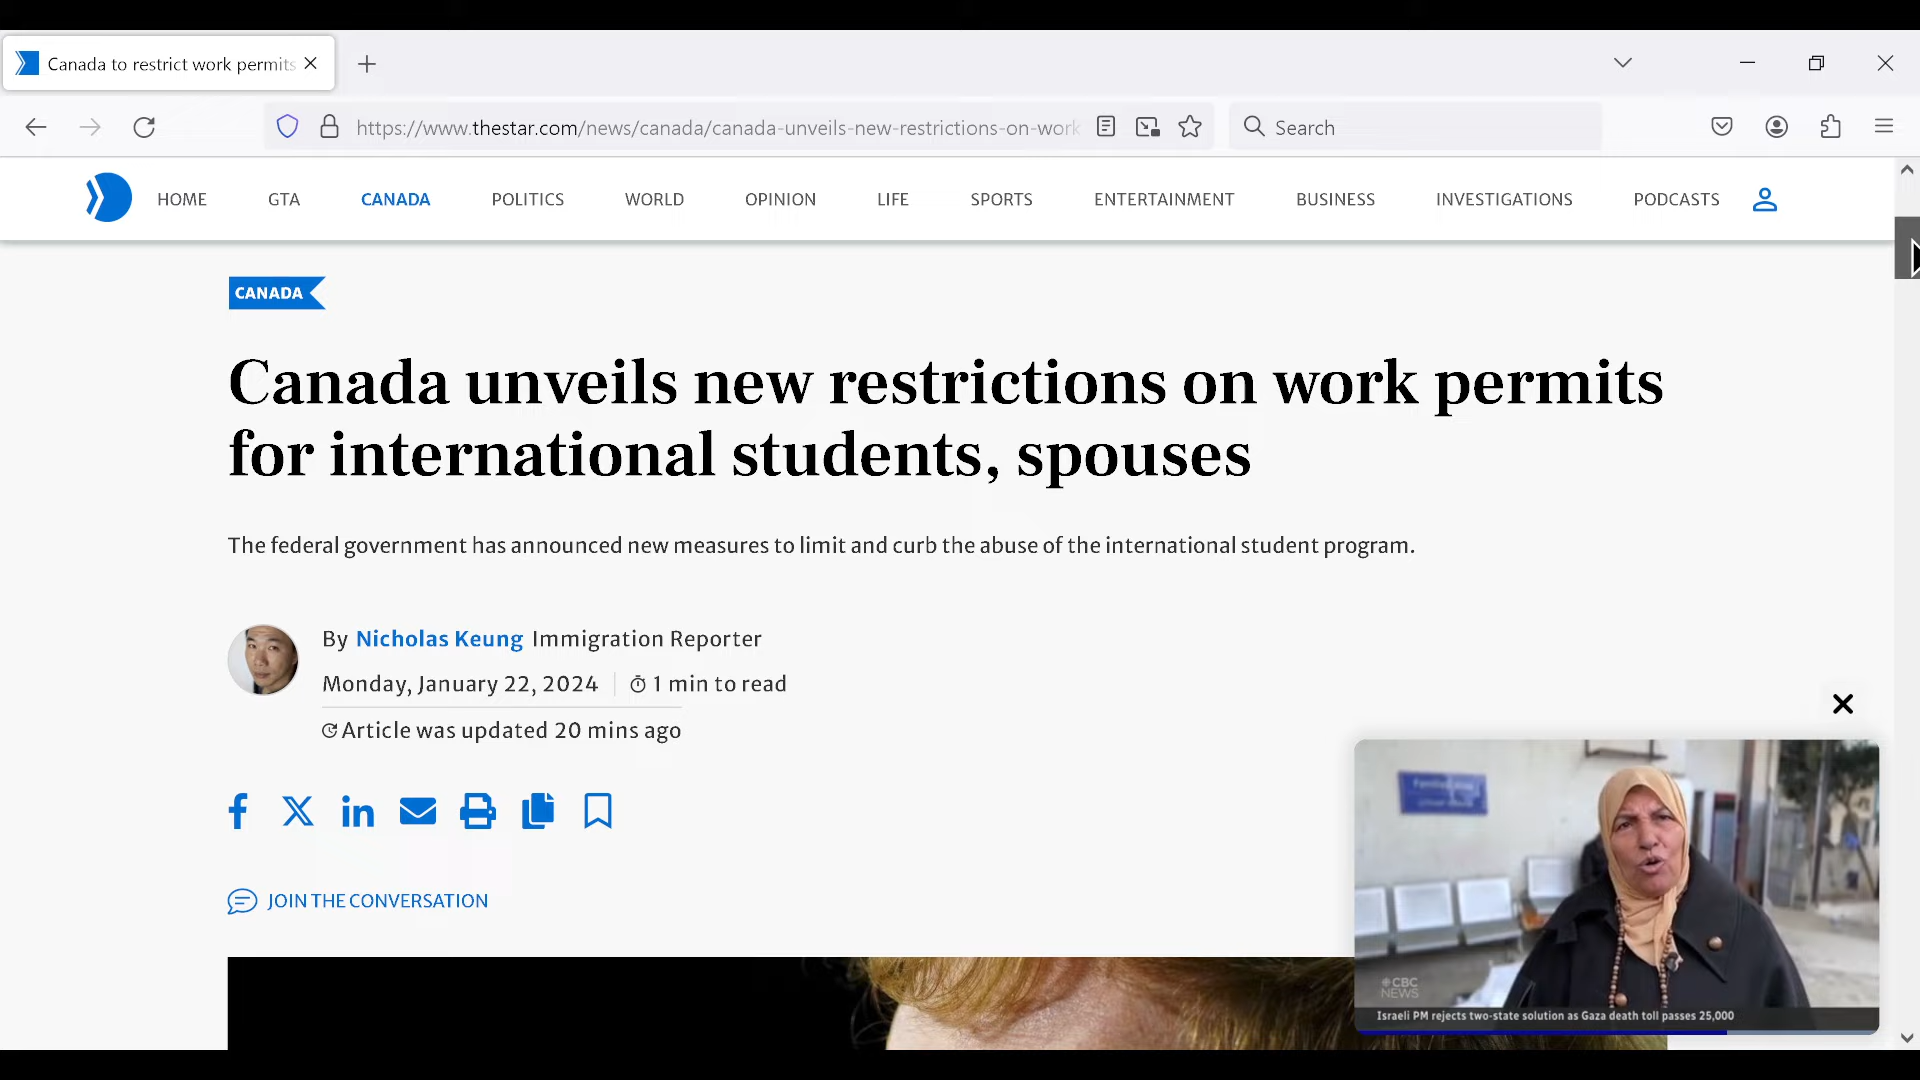 Canada to restrict work permits
https://www.thestar.com/news/canada/canada-unveils-new-restrictions-on-work
Search
HOME GTA CANADA POLITICS WORLD OPINION LIFE SPORTS ENTERTAINMENT BUSINESS INVESTIGATIONS PODCASTS
CANADA
Canada unveils new restrictions on work permits
for international students, spouses
The federal government has announced new measures to limit and curb the abuse of the international student program.
By Nicholas Keung Immigration Reporter
Monday, January 22, 2024 1 min to read
Article was updated 20 mins ago
JOIN THE CONVERSATION
CBC
NEWS
Israeli PM rejects two-state solution as Gaza death toll passes 25,000